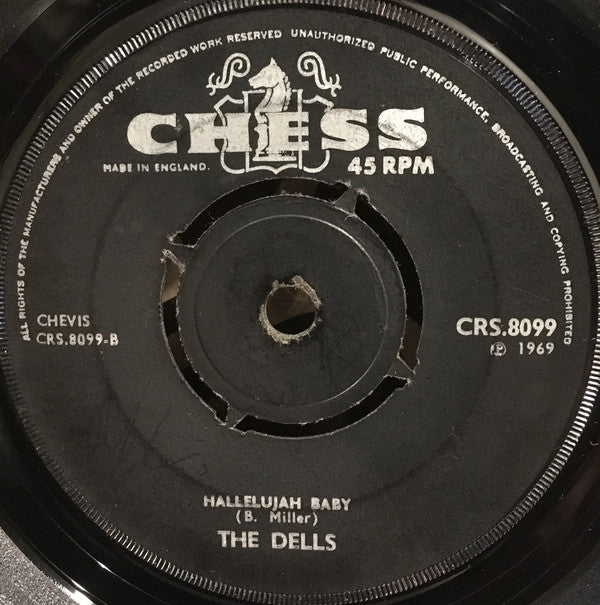 ALL RIGHTS OF THE MANUFACTURERS AND OWNER OF THE RECORDED WORK RESERVED UNAUTHORIZED PUBLIC PERFORMANCE, BROADCASTING AND COPYING PROHIBITED
CHESS
MADE IN ENGLAND.
45 RPM
CHEVIS
CRS.8099-B
CRS.8099
℗ 1969
HALLELUJAH BABY
(B. Miller)
THE DELLS